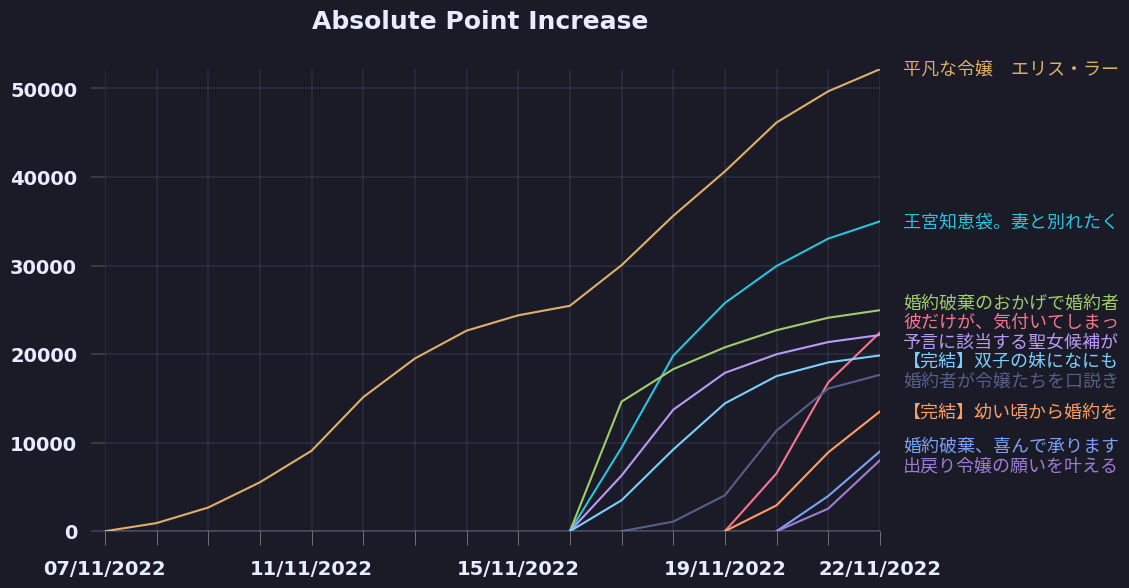 Absolute Point Increase
平凡な令嬢　エリス・ラー
50000
40000
王宮知恵袋。妻と別れたく
30000
婚約破棄のおかげで婚約者
彼だけが、気付いてしまっ
予言に該当する聖女候補が
20000
【完結】双子の妹になにも
婚約者が令嬢たちを口説き
【完結】幼い頃から婚約を
10000
婚約破棄、喜んで承ります
出戻り令嬢の願いを叶える
0
07/11/2022 11/11/2022 15/11/2022 19/11/2022 22/11/2022